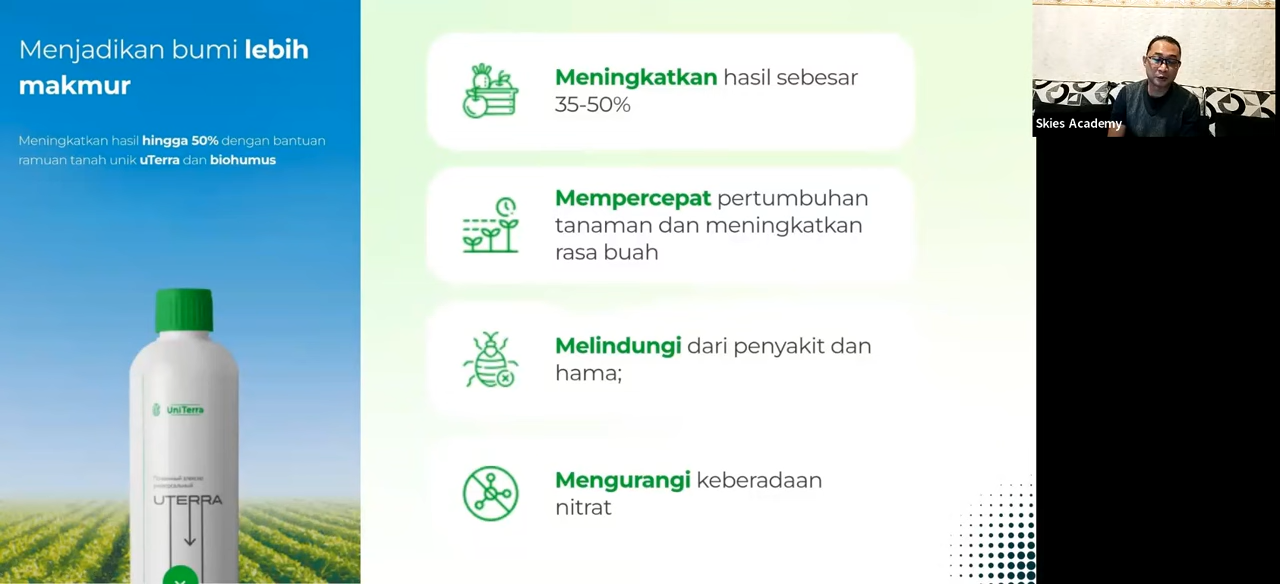 Menjadikan bumi lebih
makmur
Meningkatkan hasil hingga 50% dengan bantuan
ramuan tanah unik uTerra dan biohumus
UniTerra
UTERRA
Meningkatkan hasil sebesar
35-50%
Mempercepat pertumbuhan
tanaman dan meningkatkan
rasa buah
Melindungi dari penyakit dan
hama;
Mengurangi keberadaan
nitrat
Skies Academy